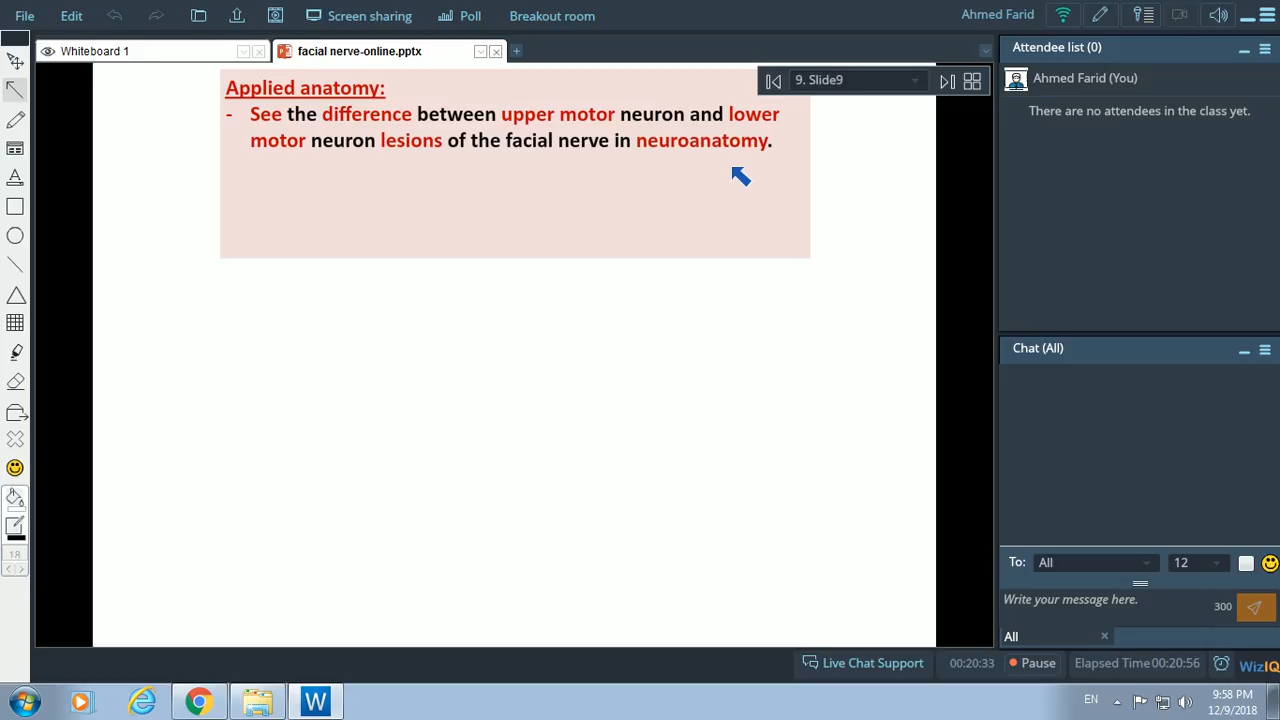 File Edit Screen sharing Poll Breakout room Ahmed Farid
Whiteboard 1 facial nerve-online.pptx
Attendee list (0)
Ahmed Farid (You)
There are no attendees yet.
9. Slide9
Applied anatomy:
- See the difference between upper motor neuron and lower
motor neuron lesions of the facial nerve in neuroanatomy.
Chat (All)
To: All 12
Write your message here. 300
All
Live Chat Support 00:20:33 Pause Elapsed Time 00:20:56 WizIQ
EN 9:58 PM
12/9/2018